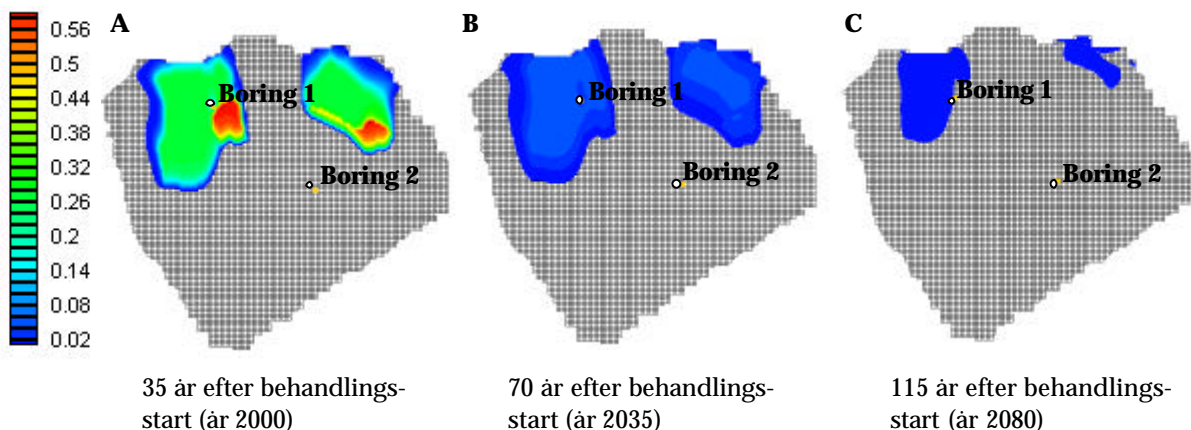 0.56
0.5
0.44
0.38
0.32
0.26
0.2
0.14
0.08
0.02
A
Boring 1
Boring 2
B
Boring 1
Boring 2
C
Boring 1
Boring 2
35 år efter behandlings-
start (år 2000)
70 år efter behandlings-
start (år 2035)
115 år efter behandlings-
start (år 2080)